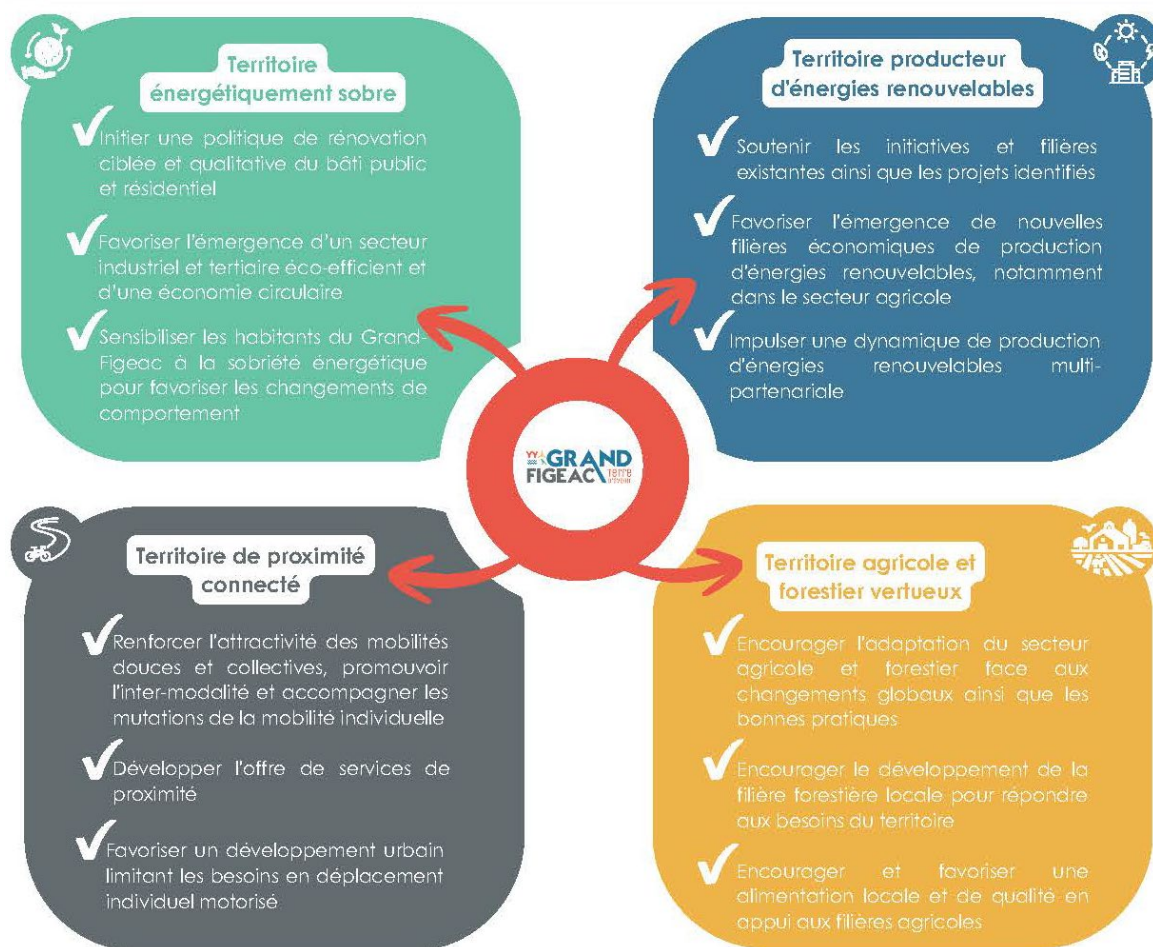 Territoire
énergétiquement sobre
Initier une politique de rénovation
ciblée et qualitative du bâti public
et résidentiel
Favoriser l'émergence d'un secteur
industriel et tertiaire éco-efficient et
d'une économie circulaire
Sensibiliser les habitants du Grand-
Figeac à la sobriété énergétique
pour favoriser les changements de
comportement
Territoire producteur
d'énergies renouvelables
Soutenir les initiatives et filières
existantes ainsi que les projets identifiés
Favoriser l'émergence de nouvelles
filières économiques de production
d'énergies renouvelables, notamment
dans le secteur agricole
Impulser une dynamique de production
d'énergies renouvelables multi-
partenariale
GRAND
FIGEAC
Terre
Territoire de proximité
connecté
Renforcer l'attractivité des mobilités
douces et collectives, promouvoir
l'inter-modalité et accompagner les
mutations de la mobilité individuelle
Développer l'offre de services de
proximité
Favoriser un développement urbain
limitant les besoins en déplacement
individuel motorisé
Territoire agricole et
forestier vertueux
Encourager l'adaptation du secteur
agricole et forestier face aux
changements globaux ainsi que les
bonnes pratiques
Encourager le développement de la
filière forestière locale pour répondre
aux besoins du territoire
Encourager et favoriser une
alimentation locale et de qualité en
appui aux filières agricoles